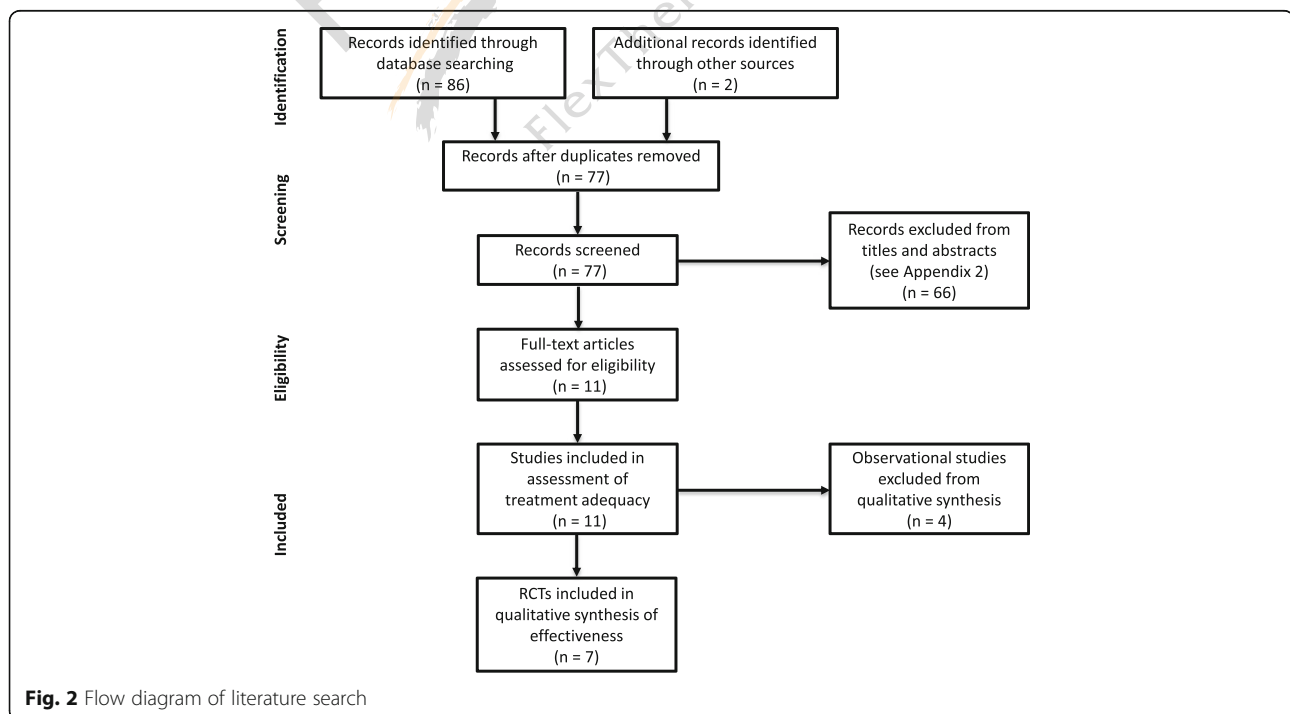 Identification
Records identified through
database searching
(n = 86)
Additional records identified
through other sources
(n = 2)
Records after duplicates removed
(n = 77)
Screening
Records screened
(n = 77)
Records excluded from
titles and abstracts
(see Appendix 2)
(n = 66)
Eligibility
Full-text articles
assessed for eligibility
(n = 11)
Included
Studies included in
assessment of
treatment adequacy
(n = 11)
Observational studies
excluded from
qualitative synthesis
(n = 4)
RCTs included in
qualitative synthesis of
effectiveness
(n = 7)
Fig. 2 Flow diagram of literature search